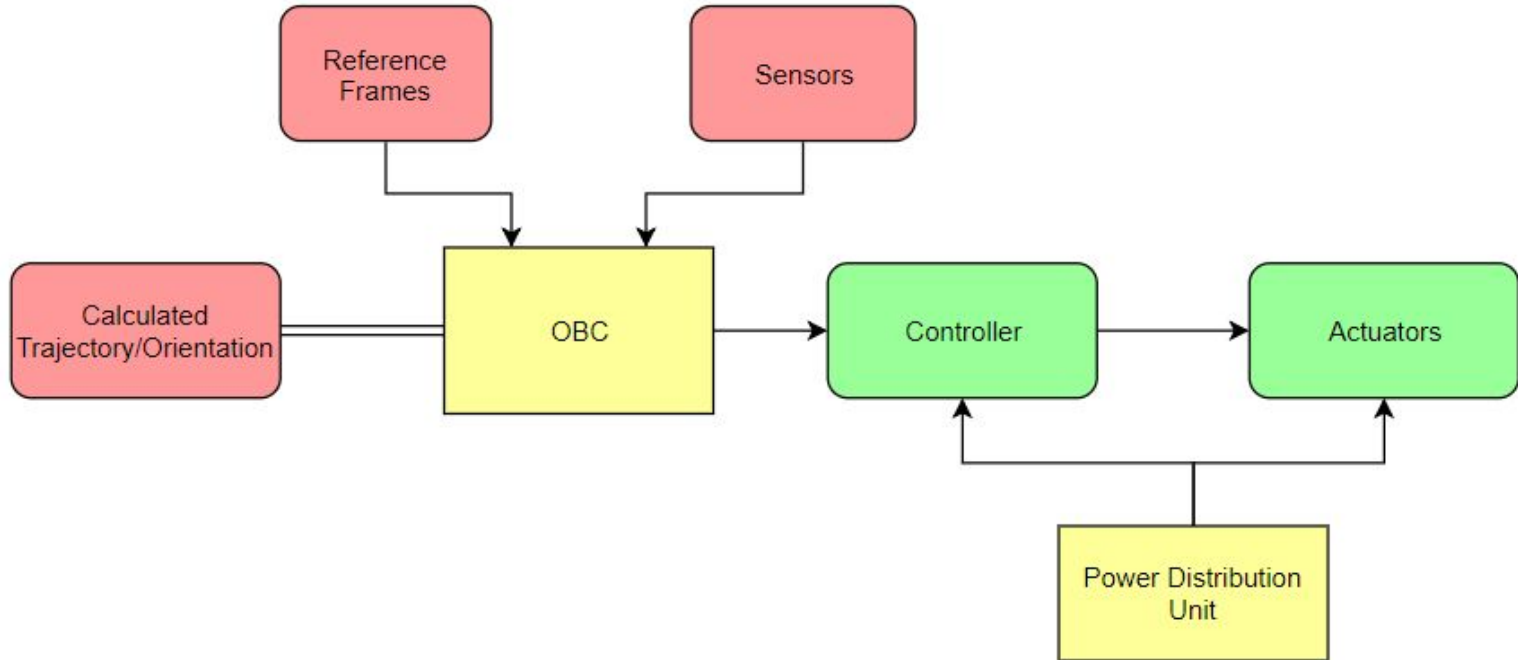 Reference
Frames
Sensors
Calculated
Trajectory/Orientation
OBC
Controller
Actuators
Power Distribution
Unit